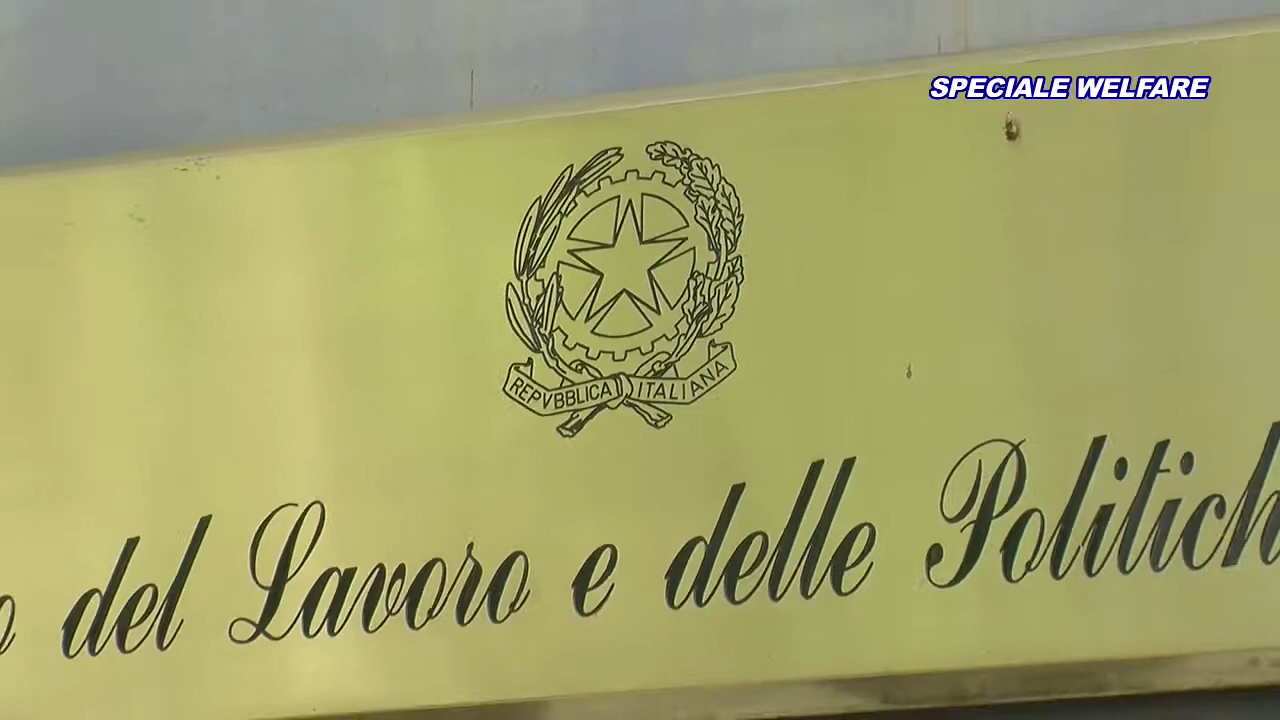 SPECIALE WELFARE
REPVBBLICA ITALIANA
o del Lavoro e delle Politich